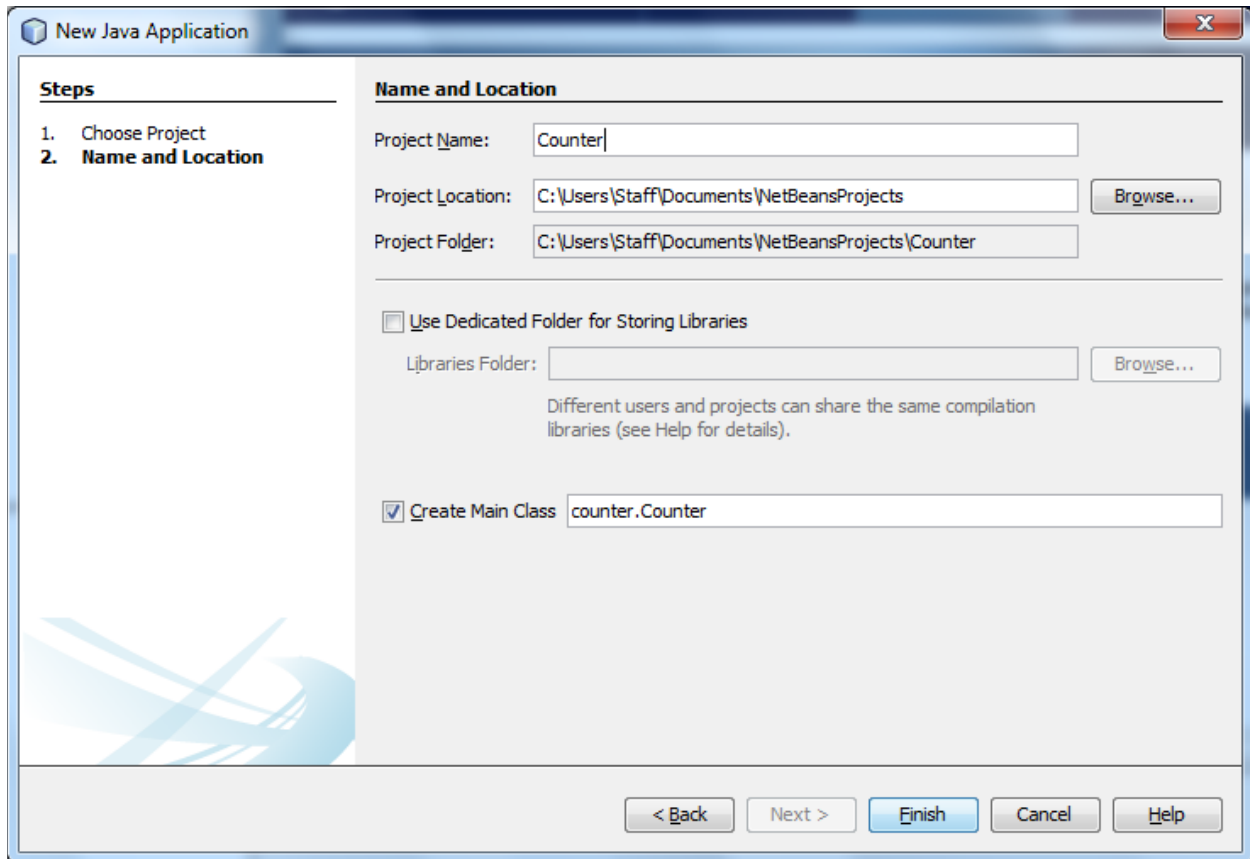 New Java Application
Steps
1. Choose Project
2. Name and Location
Name and Location
Project Name: Counter
Project Location: C:\Users\Staff\Documents\NetBeansProjects Browse...
Project Folder: C:\Users\Staff\Documents\NetBeansProjects\Counter
Use Dedicated Folder for Storing Libraries
Libraries Folder: Browse...
Different users and projects can share the same compilation
libraries (see Help for details).
Create Main Class counter.Counter
< Back Next > Finish Cancel Help